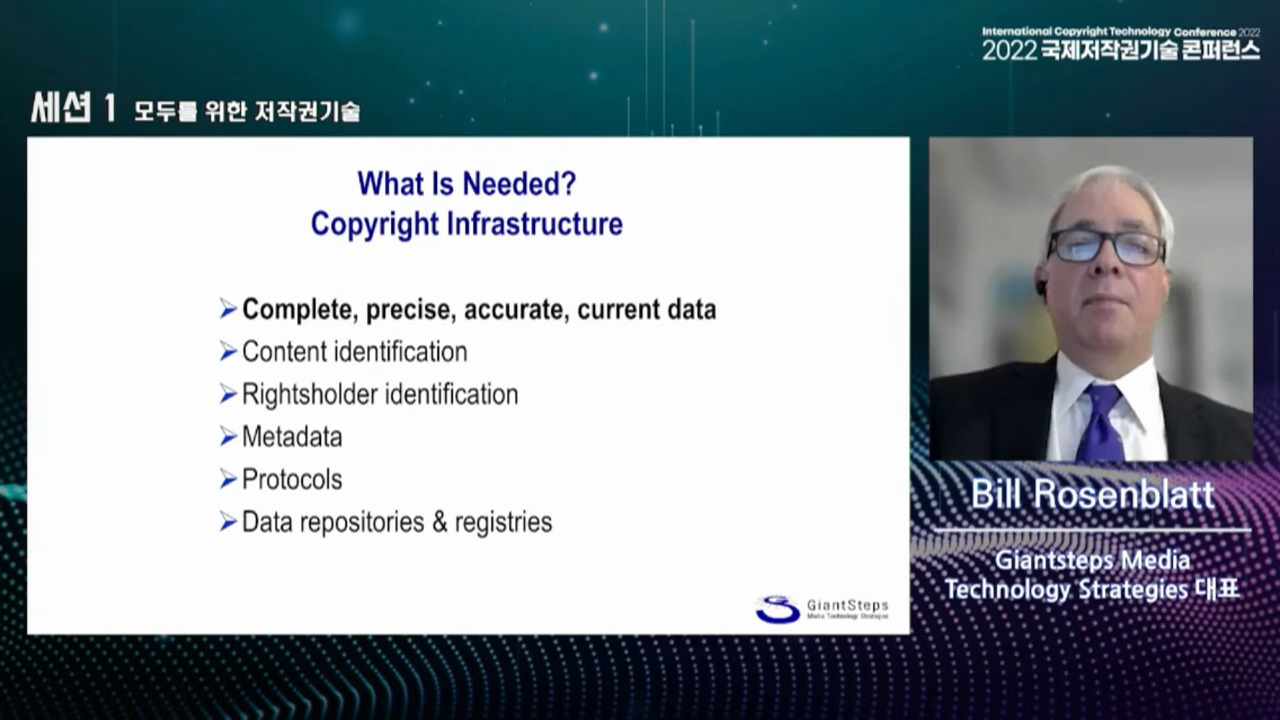 International Copyright Technology Conference 2022
2022 국제저작권기술 콘퍼런스
세션 1 모두를 위한 저작권기술
What Is Needed?
Copyright Infrastructure
Complete, precise, accurate, current data
Content identification
Rightsholder identification
Metadata
Protocols
Data repositories & registries
GiantSteps
Media Technology Strategies
Bill Rosenblatt
Giantsteps Media
Technology Strategies 대표